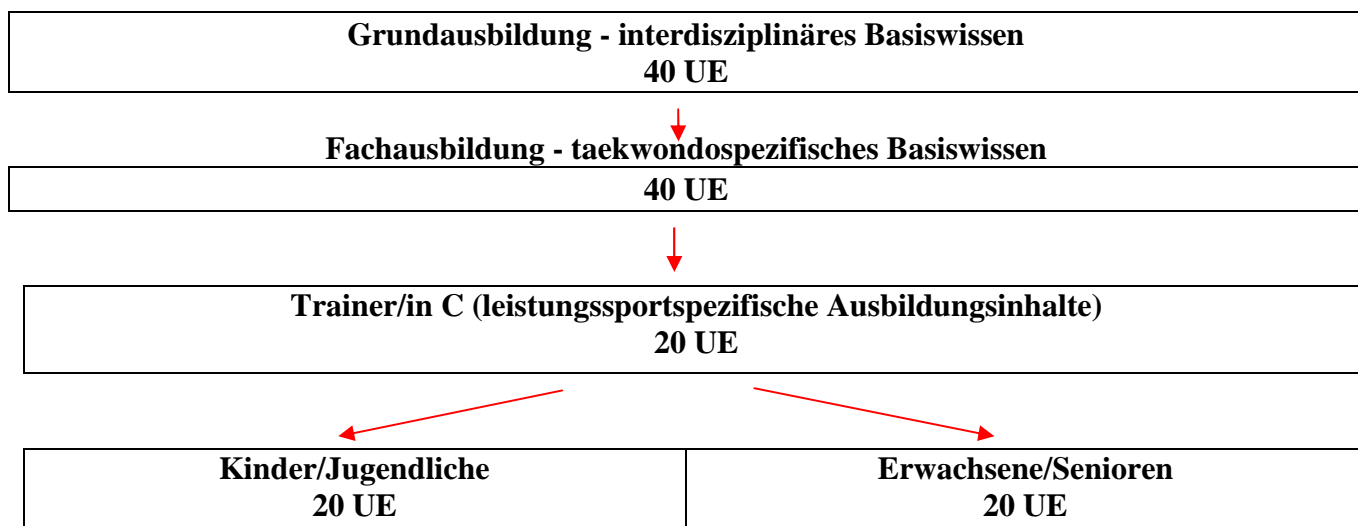 Grundausbildung - interdisziplinäres Basiswissen
40 UE
Fachausbildung - taekwondospezifisches Basiswissen
40 UE
Trainer/in C (leistungssportspezifische Ausbildungsinhalte)
20 UE
Kinder/Jugendliche
20 UE
Erwachsene/Senioren
20 UE